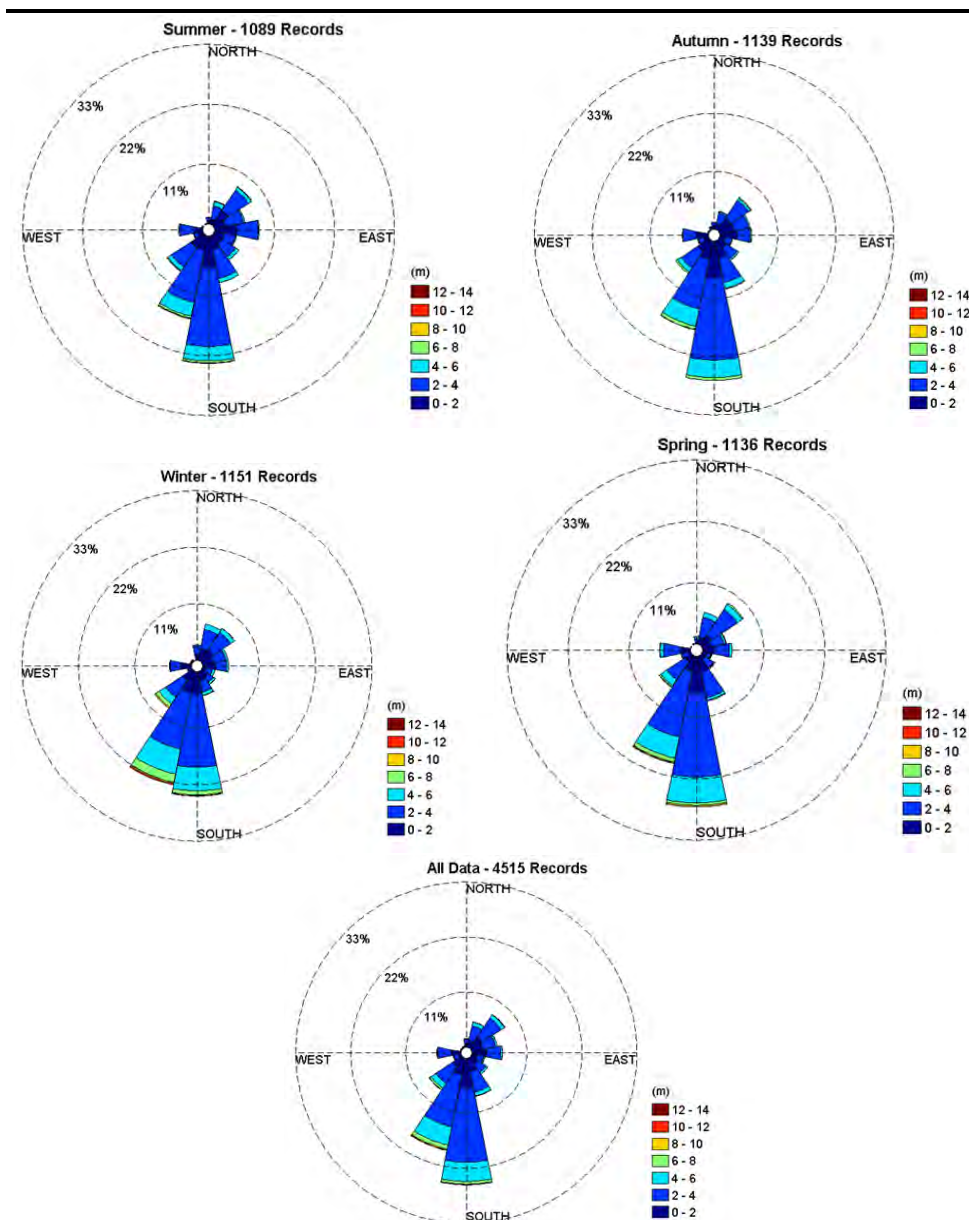 Summer - 1089 Records
NORTH
33%
22%
11%
WEST
EAST
SOUTH
(m)
12 - 14
10 - 12
8 - 10
6 - 8
4 - 6
2 - 4
0 - 2
Autumn - 1139 Records
NORTH
33%
22%
11%
WEST
EAST
SOUTH
(m)
12 - 14
10 - 12
8 - 10
6 - 8
4 - 6
2 - 4
0 - 2
Winter - 1151 Records
NORTH
33%
22%
11%
WEST
EAST
SOUTH
(m)
12 - 14
10 - 12
8 - 10
6 - 8
4 - 6
2 - 4
0 - 2
Spring - 1136 Records
NORTH
33%
22%
11%
WEST
EAST
SOUTH
(m)
12 - 14
10 - 12
8 - 10
6 - 8
4 - 6
2 - 4
0 - 2
All Data - 4515 Records
NORTH
33%
22%
11%
WEST
EAST
SOUTH
(m)
12 - 14
10 - 12
8 - 10
6 - 8
4 - 6
2 - 4
0 - 2